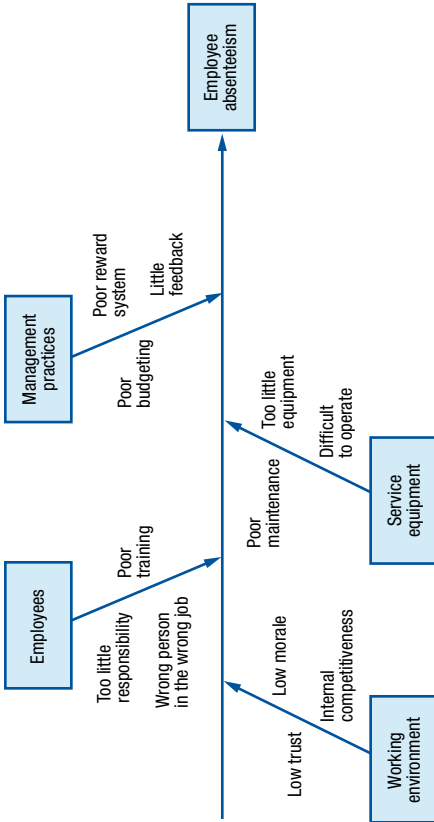 Employees
Too little
responsibility
Poor
training
Wrong person
in the wrong job
Management
practices
Poor reward
system
Poor
budgeting
Little
feedback
Employee
absenteeism
Low trust
Low morale
Internal
competitiveness
Working
environment
Poor
maintenance
Too little
equipment
Difficult
to operate
Service
equipment